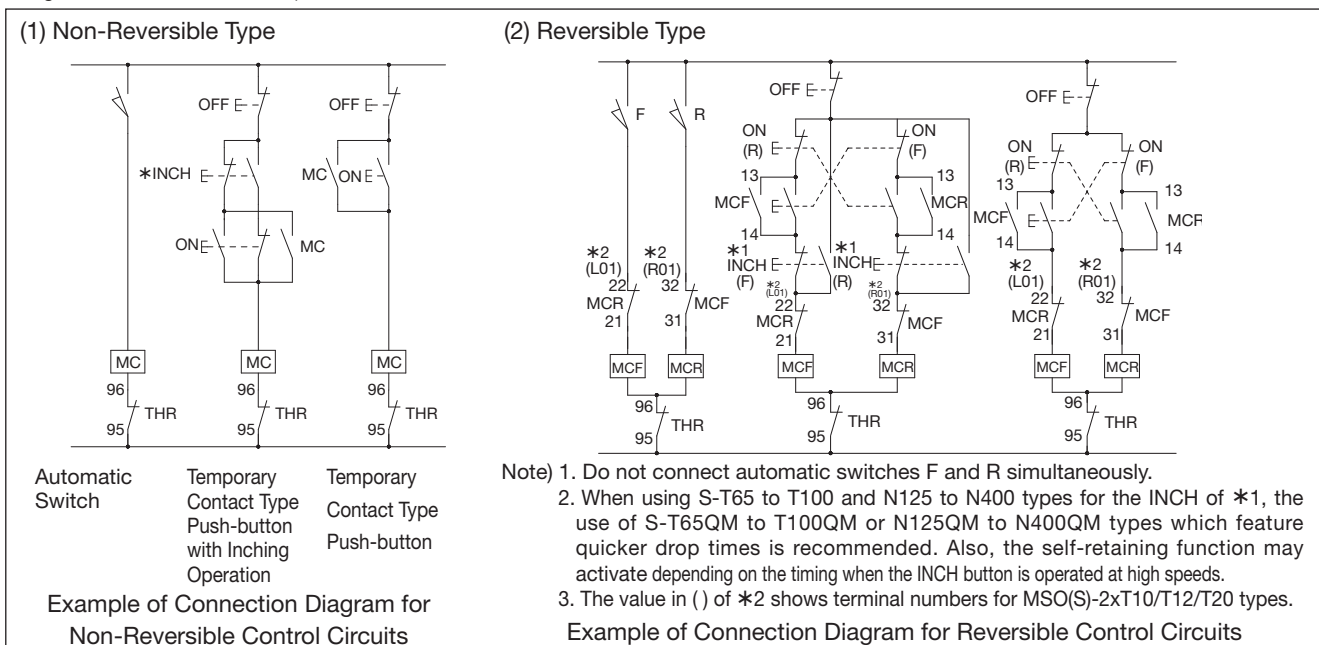 (1) Non-Reversible Type
OFF
OFF
*INCH
MC
ON
ON
MC
MC
MC
MC
96
96
96
THR
THR
THR
95
95
95
Automatic
Switch
Temporary
Contact Type
Push-button
with Inching
Operation
Temporary
Contact Type
Push-button
Example of Connection Diagram for
Non-Reversible Control Circuits
(2) Reversible Type
F
R
*2
(L01)
22
MCR
21
*2
(R01)
32
MCF
31
MCF
MCR
96
THR
95
OFF
ON
(R)
ON
(F)
13
13
MCF
MCR
14
14
*1
INCH
(F)
*1
INCH
(R)
*2
(L01)
22
MCR
21
*2
(R01)
32
MCF
31
MCF
MCR
96
THR
95
OFF
ON
(R)
ON
(F)
13
13
MCF
MCR
14
14
*2
(L01)
22
MCR
21
*2
(R01)
32
MCF
31
MCF
MCR
96
THR
95
Note) 1. Do not connect automatic switches F and R simultaneously.
2. When using S-T65 to T100 and N125 to N400 types for the INCH of *1, the
use of S-T65QM to T100QM or N125QM to N400QM types which feature
quicker drop times is recommended. Also, the self-retaining function may
activate depending on the timing when the INCH button is operated at high speeds.
3. The value in ( ) of *2 shows terminal numbers for MSO(S)-2xT10/T12/T20 types.
Example of Connection Diagram for Reversible Control Circuits